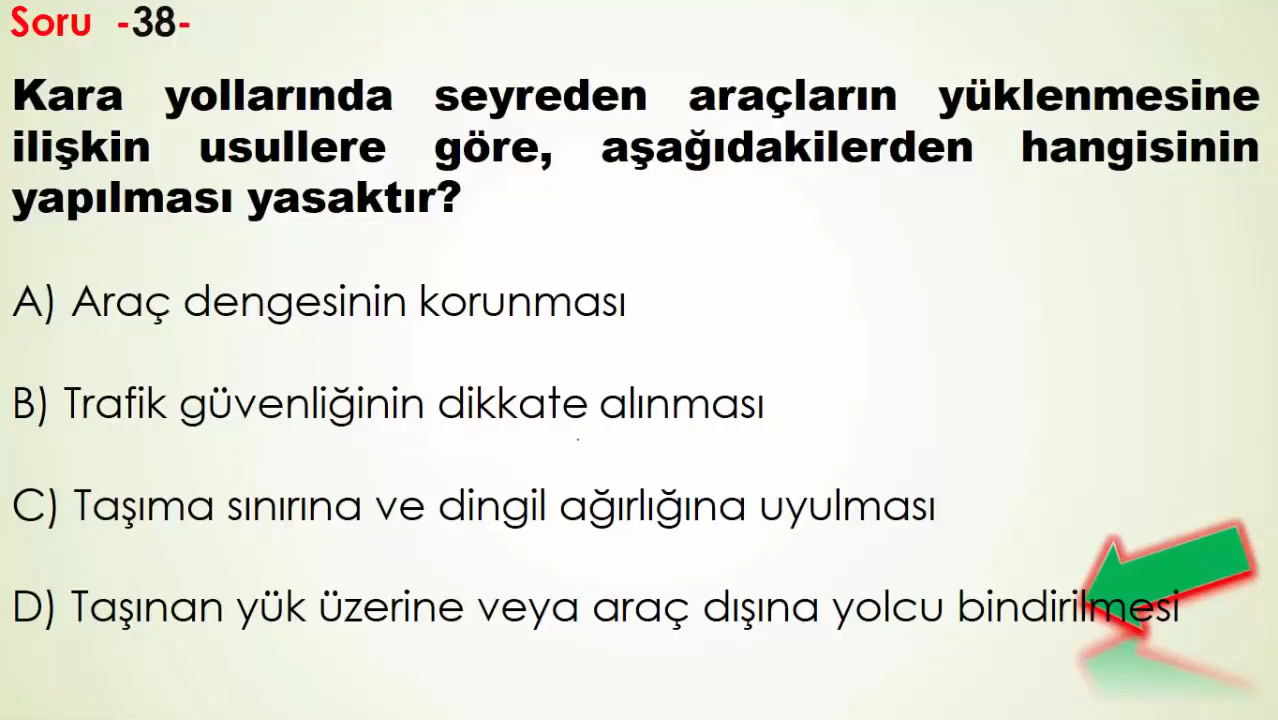 Soru -38-
Kara yollarında seyreden araçların yüklenmesine
ilişkin usullere göre, aşağıdakilerden hangisinin
yapılması yasaktır?
A) Araç dengesinin korunması
B) Trafik güvenliğinin dikkate alınması
C) Taşıma sınırına ve dingil ağırlığına uyulması
D) Taşınan yük üzerine veya araç dışına yolcu bindirilmesi